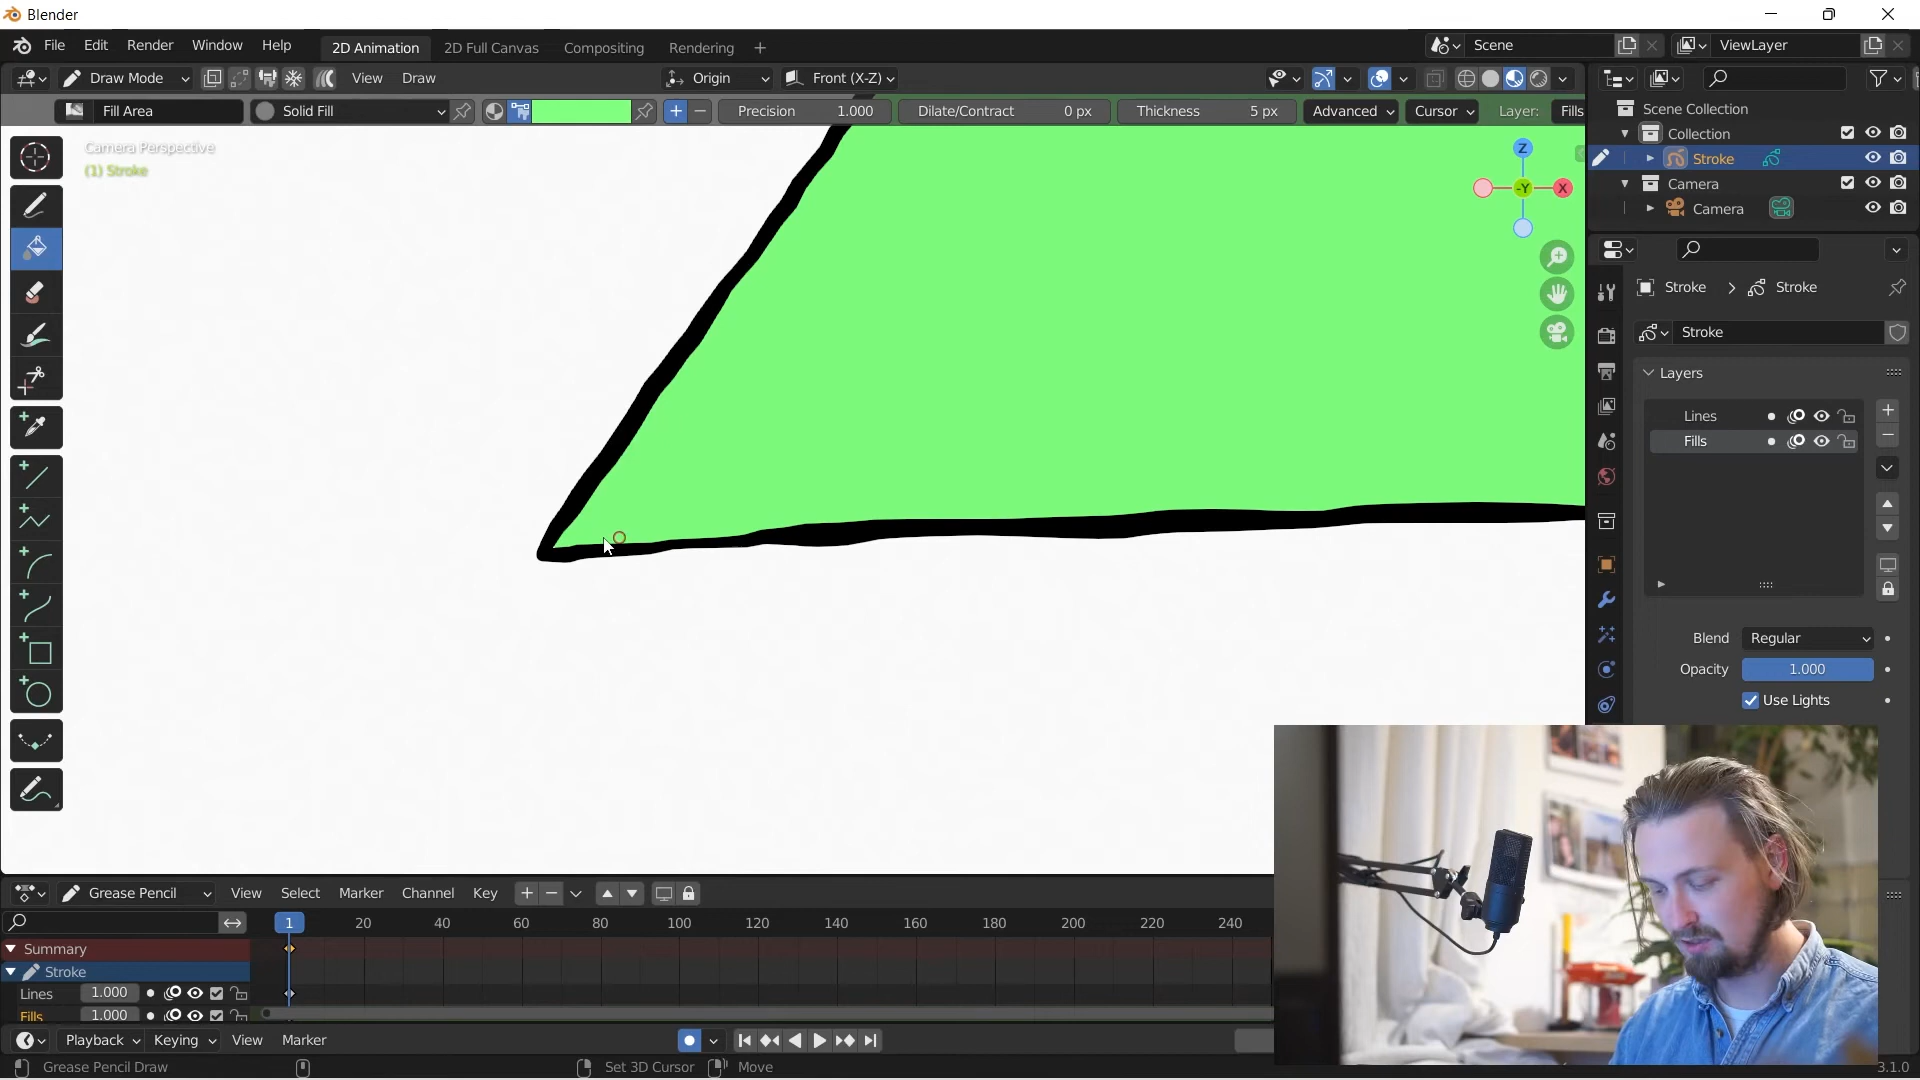 Blender
File Edit Render Window Help 2D Animation 2D Full Canvas Compositing Rendering + Scene ViewLayer
Draw Mode View Draw Origin Front (X-Z)
Fill Area Solid Fill Precision 1.000 Dilate/Contract 0 px Thickness 5 px Advanced Cursor Layer: Fills
Camera Perspective
(1) Stroke
Z
-Y X
Scene Collection
Collection
Stroke
Camera
Camera
Stroke > Stroke
Stroke
Layers
Lines
Fills
Blend Regular
Opacity 1.000
Use Lights
Grease Pencil View Select Marker Channel Key
1 20 40 60 80 100 120 140 160 180 200 220 240
Summary
Stroke
Lines 1.000
Fills 1.000
Playback Keying View Marker
Grease Pencil Draw Set 3D Cursor Move 3.1.0